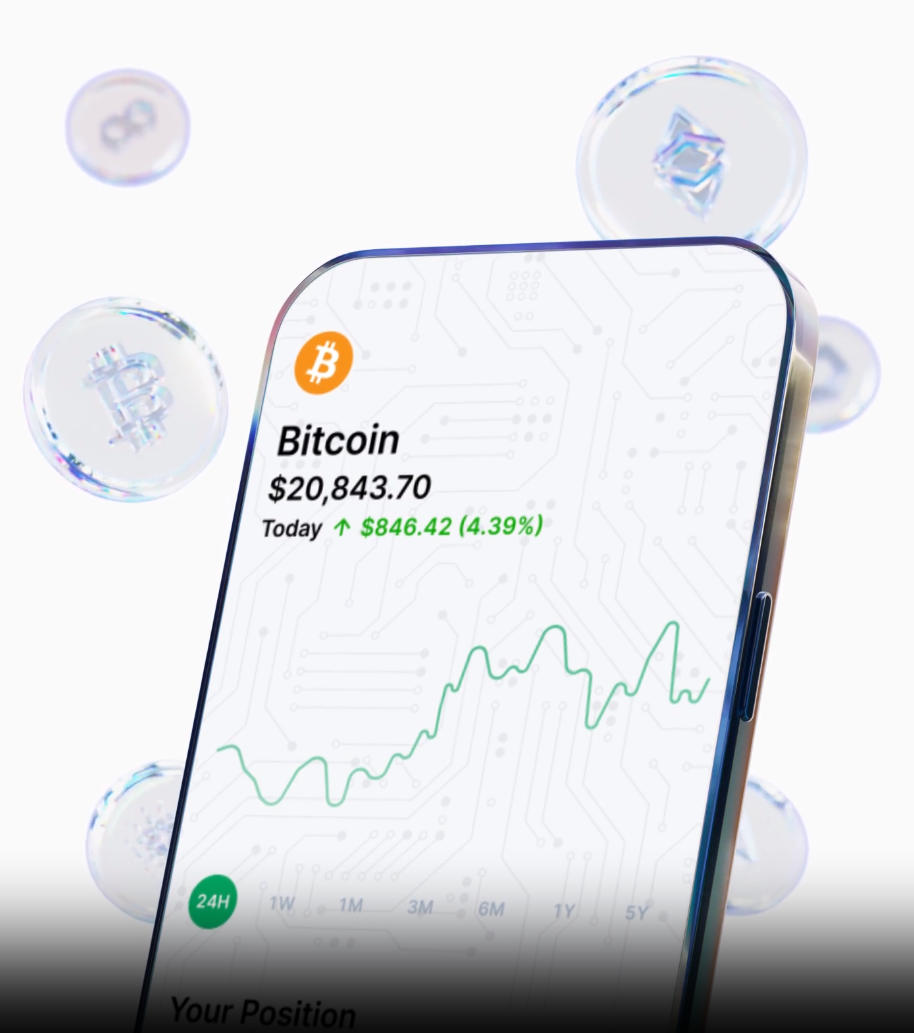 Bitcoin
$20,843.70
Today ↑ $846.42 (4.39%)
24H 1W 1M 3M 6M 1Y 5Y
Your Position